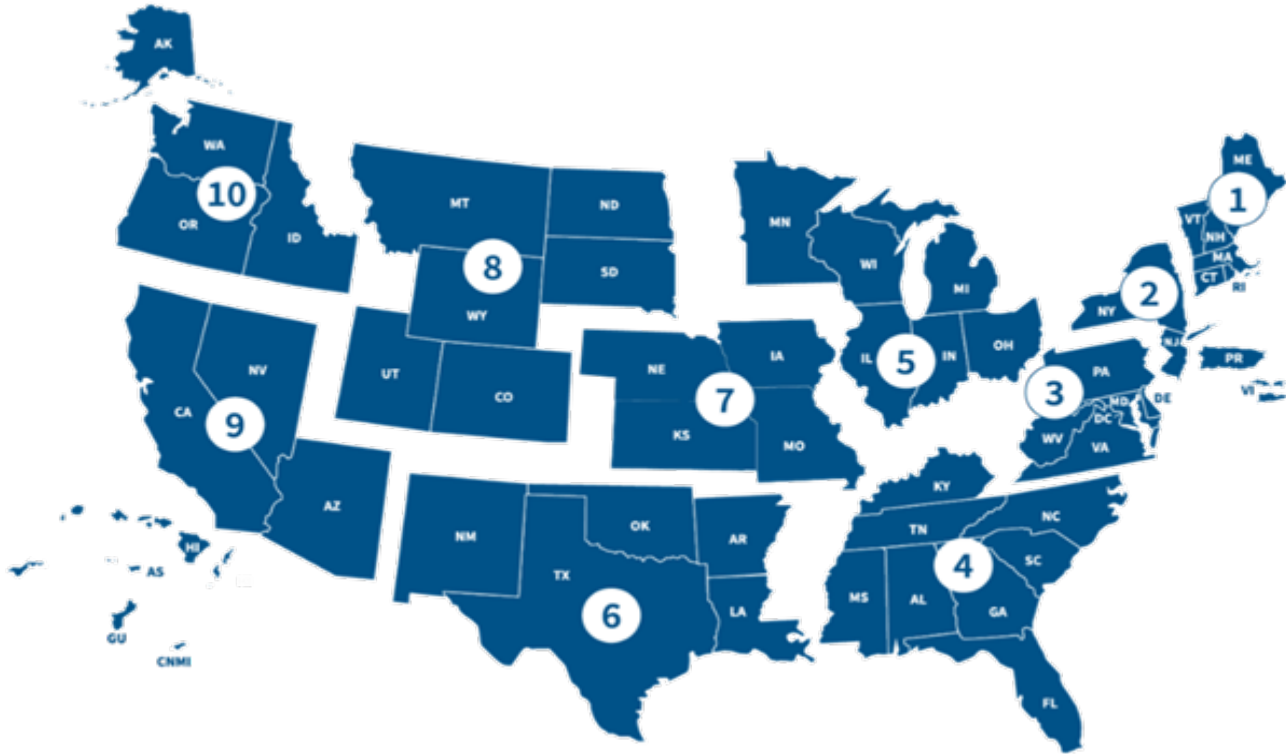 AK
WA
10
OR
ID
MT
ND
8
SD
WY
UT
CO
MN
WI
MI
IL
5
IN
OH
ME
1
VT
NH
MA
CT
RI
2
NY
NJ
PR
VI
PA
3
MD
DE
DC
WV
VA
NV
CA
9
AZ
NE
IA
7
KS
MO
KY
NC
TN
4
SC
MS
AL
GA
FL
NM
OK
AR
TX
LA
6
HI
AS
GU
CNMI